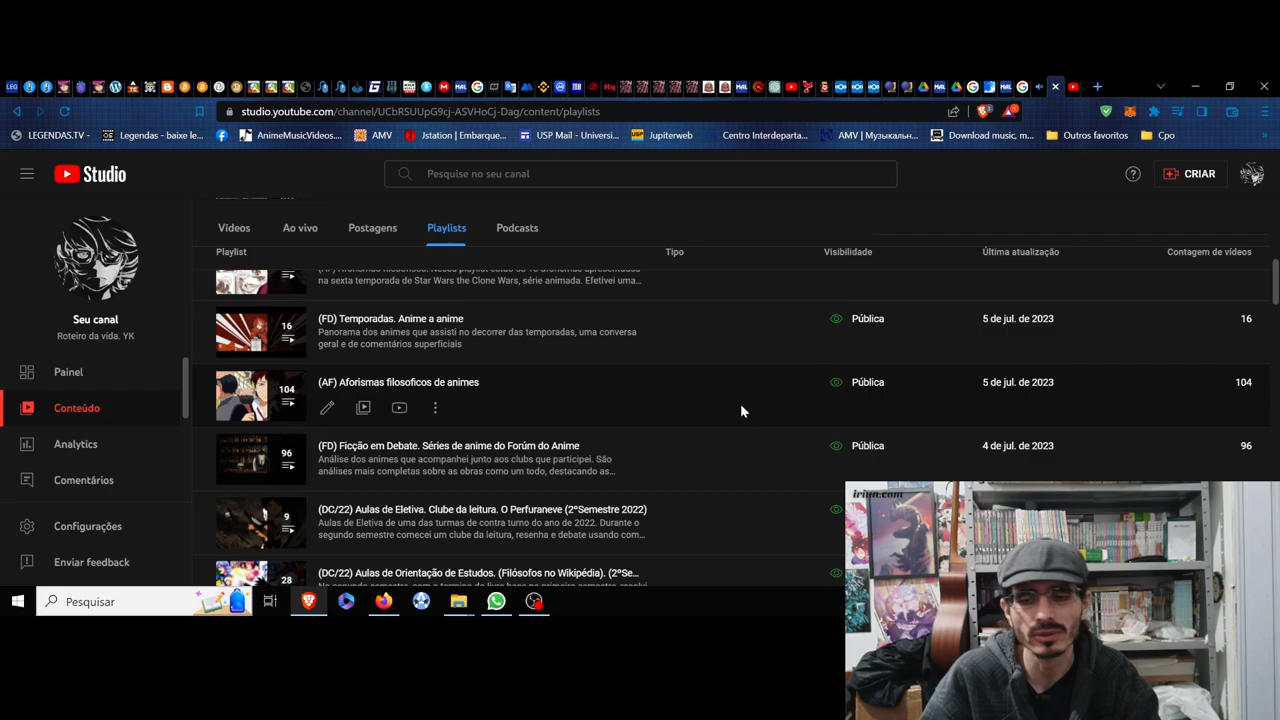 studio.youtube.com/channel/UCbRSUUpG9cj-ASVHoCj-Dag/content/playlists
LEGENDAS.TV -
Legendas - baixe le...
AnimeMusicVideos....
AMV
Jstation | Embarque...
USP Mail - Universi...
Jupiterweb
Centro Interdeparta...
AMV | Музыкальн...
Download music, m...
Outros favoritos
Cpo
Studio
Pesquise no seu canal
CRIAR
Vídeos
Ao vivo
Postagens
Playlists
Podcasts
Playlist
Tipo
Visibilidade
Última atualização
Contagem de vídeos
na sexta temporada de Star Wars the Clone Wars, série animada. Efetivei uma...
16
(FD) Temporadas. Anime a anime
Panorama dos animes que assisti no decorrer das temporadas, uma conversa
geral e de comentários superficiais
Pública
5 de jul. de 2023
16
104
(AF) Aforismas filosoficos de animes
Pública
5 de jul. de 2023
104
96
(FD) Ficção em Debate. Séries de anime do Forúm do Anime
Análise dos animes que acompanhei junto aos clubes que participei. São
análises mais completas sobre as obras como um todo, destacando as...
Pública
4 de jul. de 2023
96
9
(DC/22) Aulas de Eletiva. Clube da leitura. O Perfuraneve (2ºSemestre 2022)
Aulas de Eletiva de uma das turmas de contra turno do ano de 2022. Durante o
segundo semestre comecei um clube da leitura, resenha e debate usando com...
28
(DC/22) Aulas de Orientação de Estudos. (Filósofos no Wikipédia). (2ºSe...
Seu canal
Roteiro da vida. YK
Painel
Conteúdo
Analytics
Comentários
Configurações
Enviar feedback
Pesquisar
iriun.com